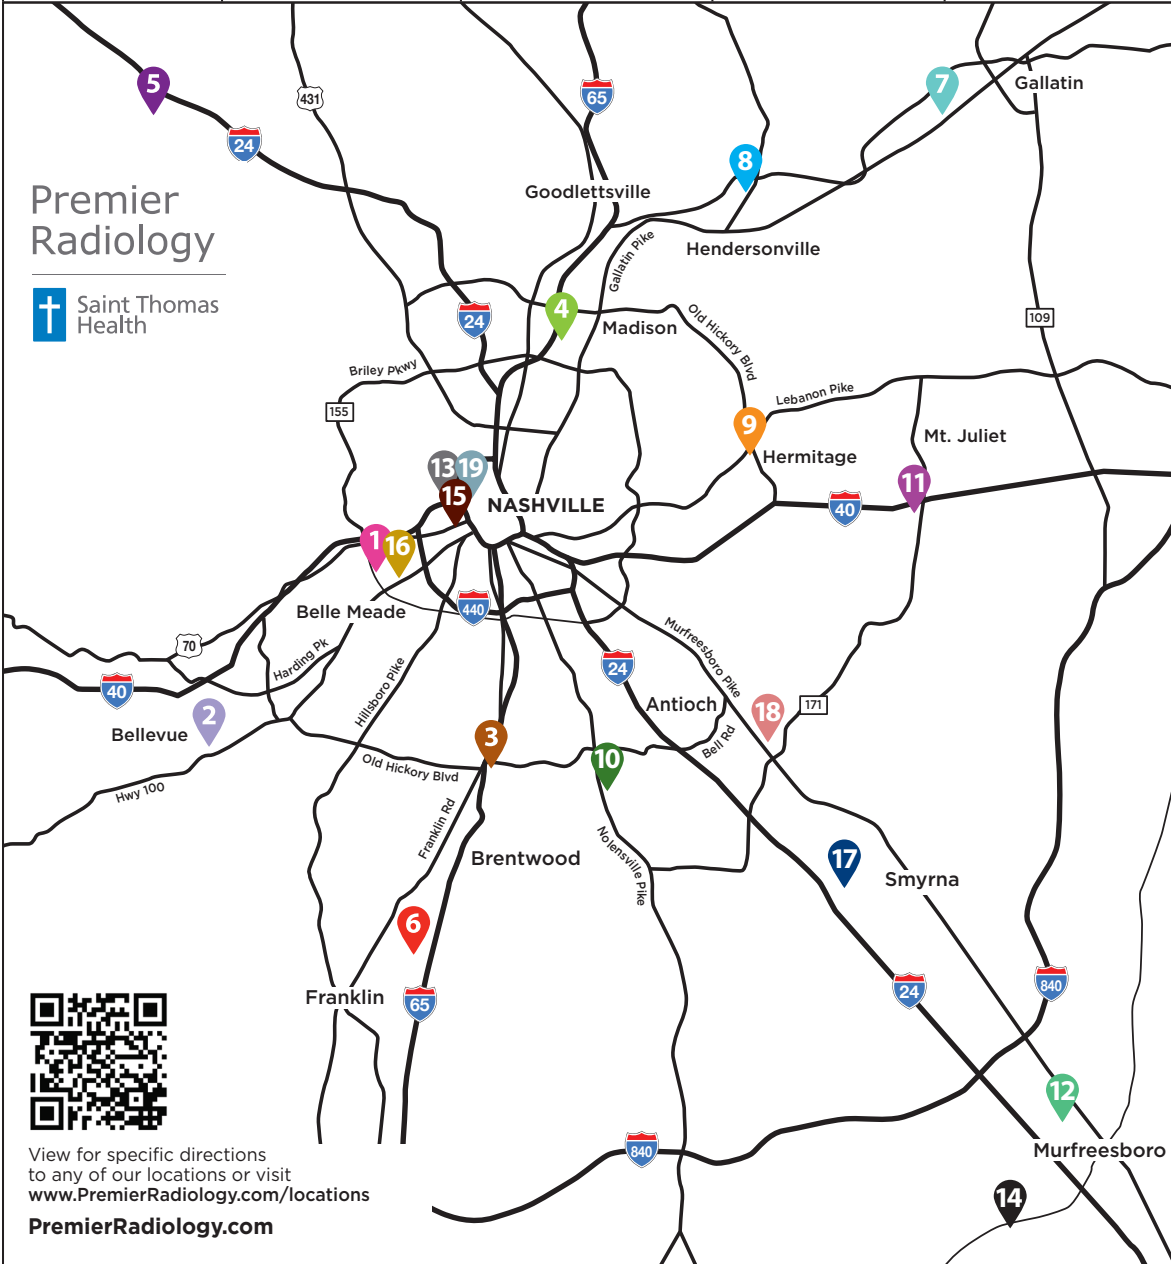 5
431
65
7
Gallatin
24
8
Goodlettsville
Premier
Radiology
Gallatin Pike
Hendersonville
Saint Thomas
Health
24
4
Madison
Old Hickory Blvd
109
Briley Pkwy
Lebanon Pike
155
9
Mt. Juliet
Hermitage
13
19
15
NASHVILLE
11
40
1
16
Belle Meade
440
70
Harding Pk
Hillsboro Pike
Murfreesboro Pike
24
40
Antioch
171
2
Bellevue
18
3
Bell Rd
10
Old Hickory Blvd
Hwy 100
Franklin Rd
Nolensville Pike
Brentwood
17
Smyrna
6
Franklin
65
24
840
12
840
Murfreesboro
14
View for specific directions
to any of our locations or visit
www.PremierRadiology.com/locations
PremierRadiology.com